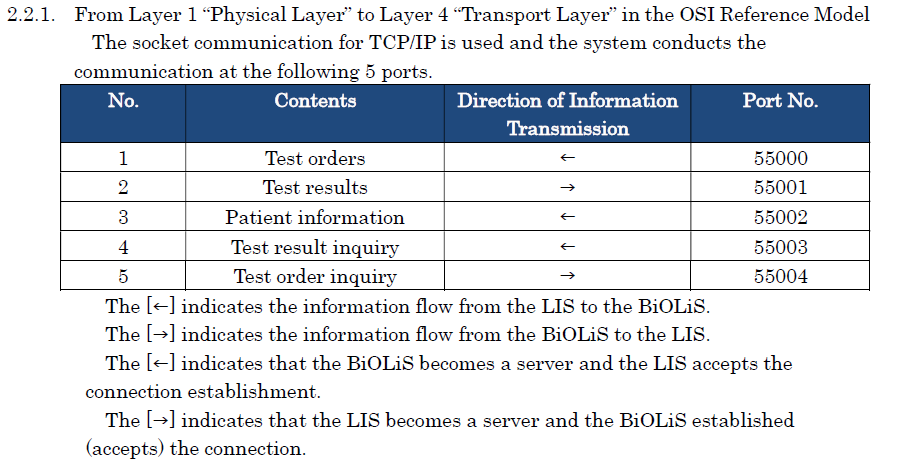 2.2.1. From Layer 1 “Physical Layer” to Layer 4 “Transport Layer” in the OSI Reference Model
The socket communication for TCP/IP is used and the system conducts the
communication at the following 5 ports.
No. Contents Direction of Information Transmission Port No.
1 Test orders ← 55000
2 Test results → 55001
3 Patient information ← 55002
4 Test result inquiry ← 55003
5 Test order inquiry → 55004
The [←] indicates the information flow from the LIS to the BiOLiS.
The [→] indicates the information flow from the BiOLiS to the LIS.
The [←] indicates that the BiOLiS becomes a server and the LIS accepts the
connection establishment.
The [→] indicates that the LIS becomes a server and the BiOLiS established
(accepts) the connection.